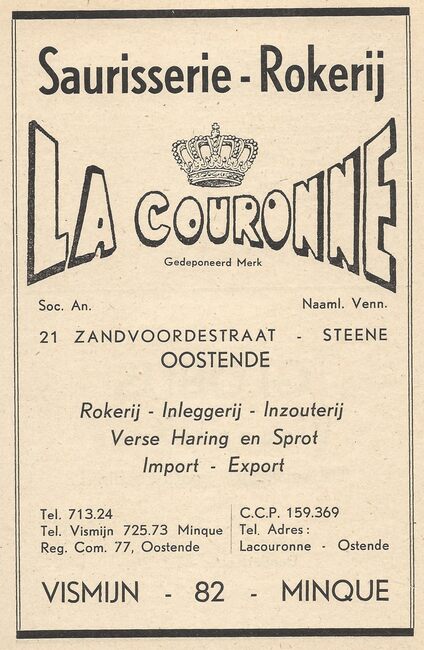 Saurisserie - Rokerij
LA COURONNE
Gedeponeerd Merk
Soc. An. Naaml. Venn.
21 ZANDVOORDESTRAAT - STEENE
OOSTENDE
Rokerij - Inleggerij - Inzouterij
Verse Haring en Sprot
Import - Export
Tel. 713.24
Tel. Vismijn 725.73 Minque
Reg. Com. 77, Oostende
C.C.P. 159.369
Tel. Adres :
Lacouronne - Ostende
VISMIJN - 82 - MINQUE